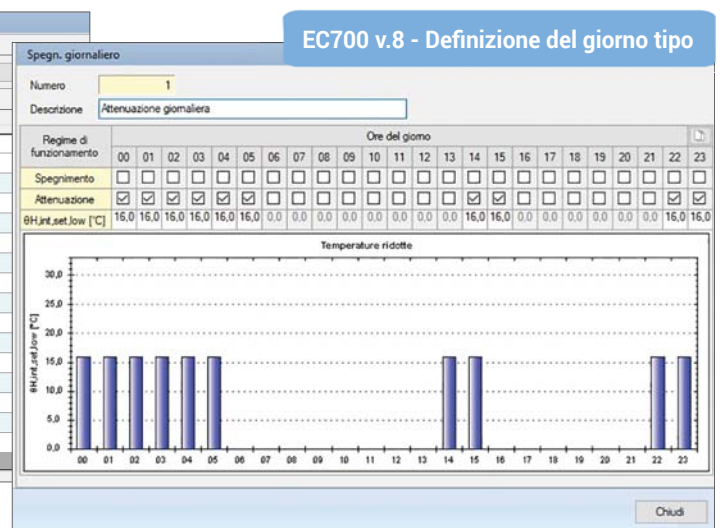 EC700 v.8 - Definizione del giorno tipo
Spegn. giornaliero
Numero 1
Descrizione Attenuazione giornaliera
Regime di funzionamento
Ore del giorno
00 01 02 03 04 05 06 07 08 09 10 11 12 13 14 15 16 17 18 19 20 21 22 23
Spegnimento
Attenuazione
θH,int,set,low [°C] 16,0 16,0 16,0 16,0 16,0 16,0 0,0 0,0 0,0 0,0 0,0 0,0 0,0 0,0 16,0 16,0 0,0 0,0 0,0 0,0 0,0 0,0 16,0 16,0
Temperature ridotte
θH,int,set,low [°C]
30,0
25,0
20,0
15,0
10,0
5,0
0,0
00 01 02 03 04 05 06 07 08 09 10 11 12 13 14 15 16 17 18 19 20 21 22 23
Chiudi